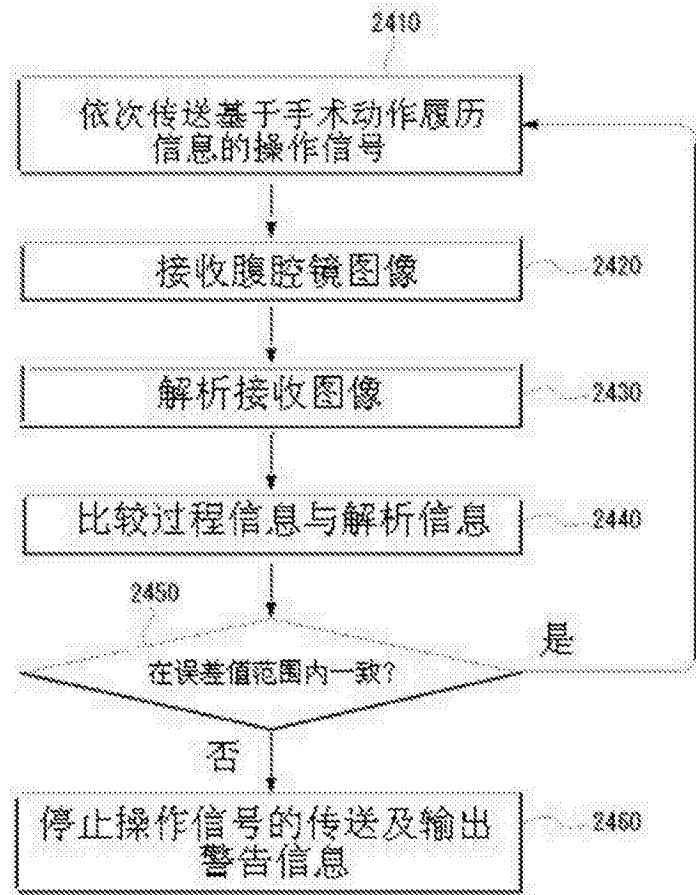 2410
依次传送基于手术动作履历
信息的操作信号
接收腹腔镜图像
2420
解析接收图像
2430
比较过程信息与解析信息
2440
2450
在误差值范围内一致?
是
否
停止操作信号的传送及输出
警告信息
2460